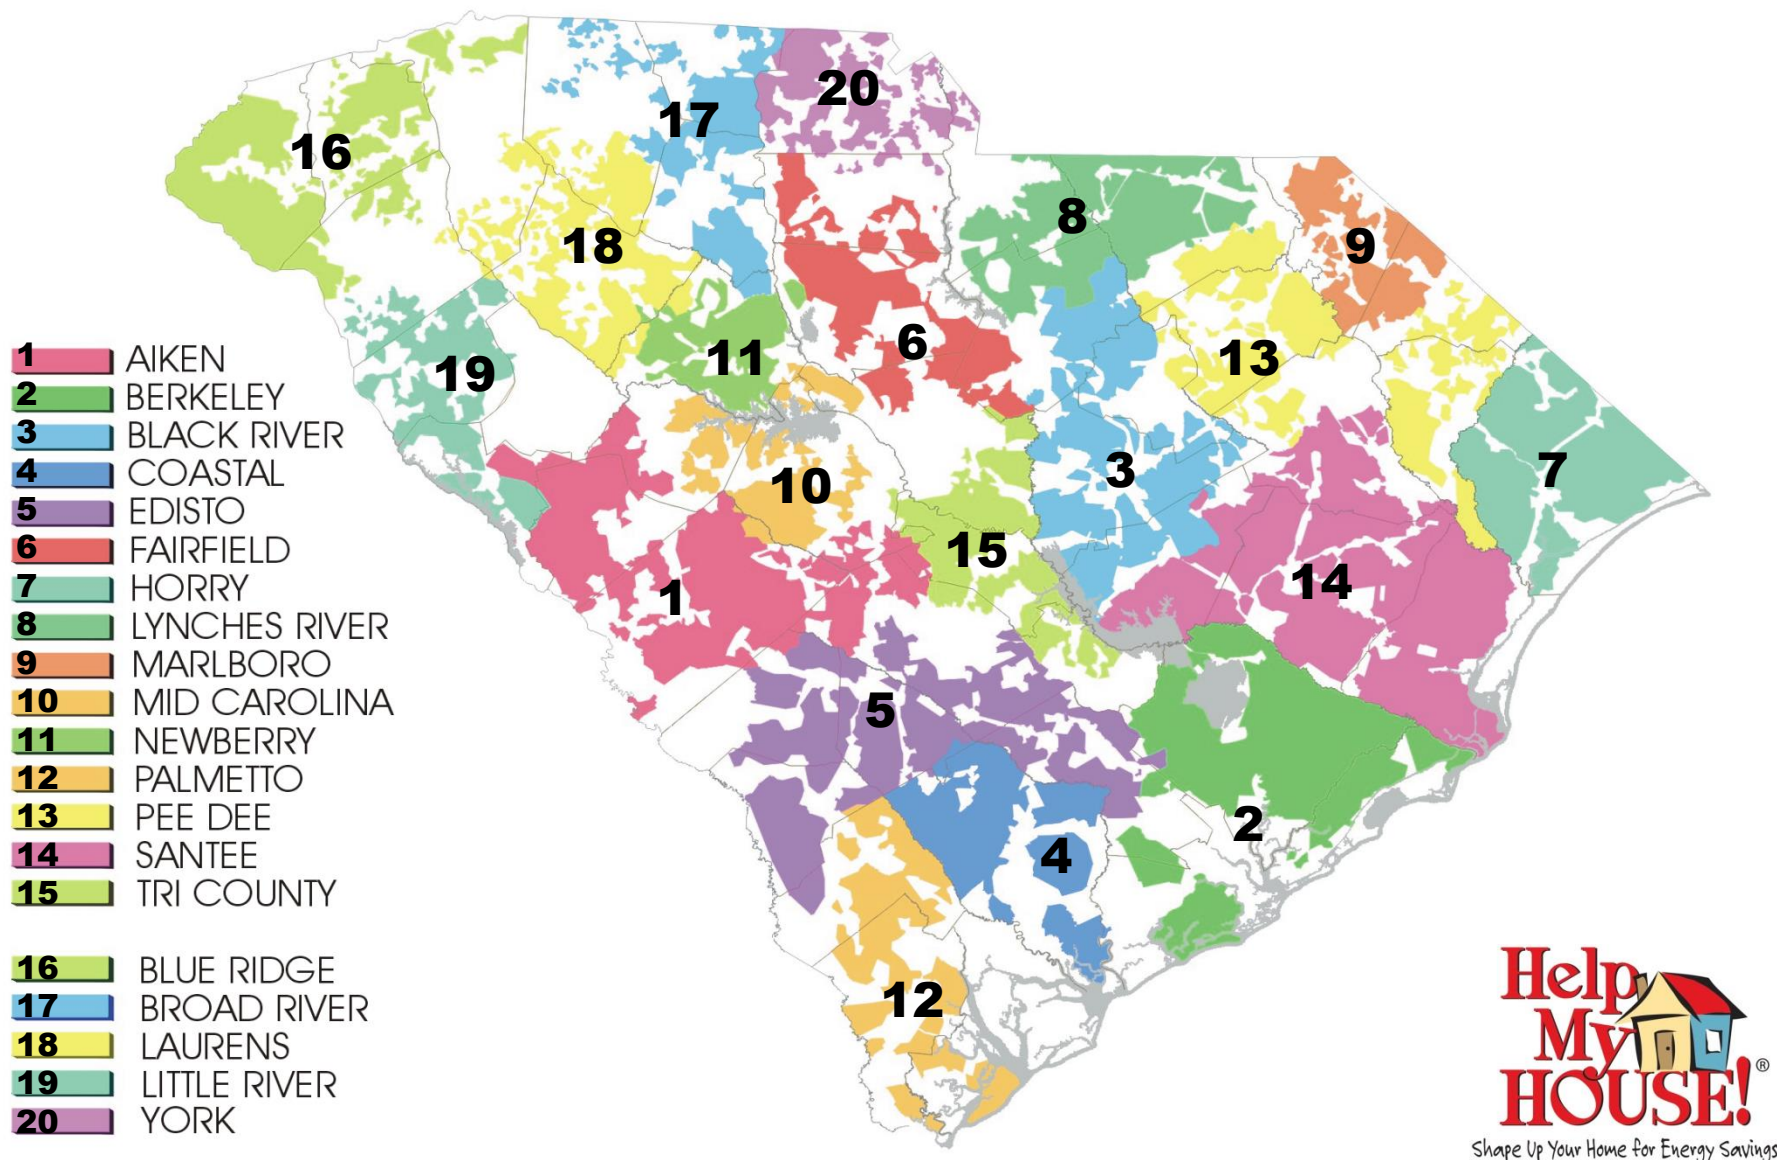 1 AIKEN
2 BERKELEY
3 BLACK RIVER
4 COASTAL
5 EDISTO
6 FAIRFIELD
7 HORRY
8 LYNCHES RIVER
9 MARLBORO
10 MID CAROLINA
11 NEWBERRY
12 PALMETTO
13 PEE DEE
14 SANTEE
15 TRI COUNTY
16 BLUE RIDGE
17 BROAD RIVER
18 LAURENS
19 LITTLE RIVER
20 YORK
20
17
16
8
18
9
6
11
13
19
3
7
10
15
14
1
5
2
4
12
Help
My
HOUSE!®
Shape Up Your Home for Energy Savings